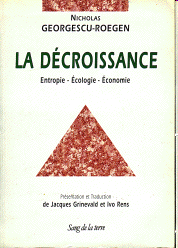 NICHOLAS
GEORGESCU-ROEGEN
LA DÉCROISSANCE
Entropie - Écologie - Économie
Présentation et Traduction
de Jacques Grinevald et Ivo Rens
Sang de la terre